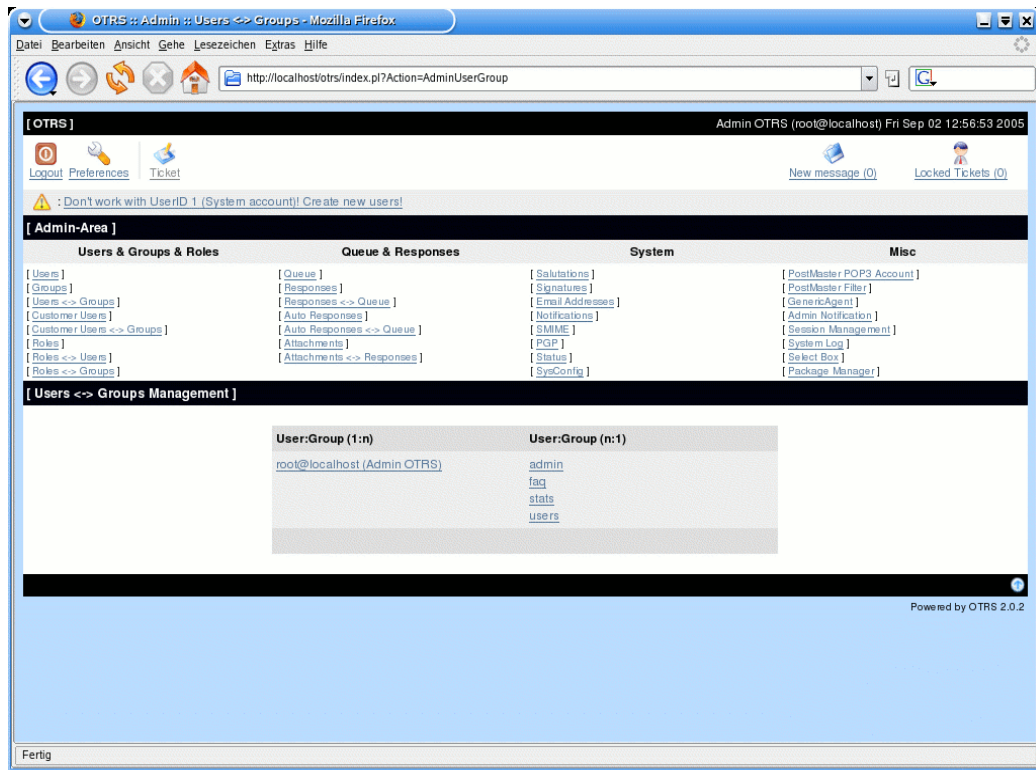 OTRS :: Admin :: Users <-> Groups - Mozilla Firefox
Datei Bearbeiten Ansicht Gehe Lesezeichen Extras Hilfe
http://localhost/otrs/index.pl?Action=AdminUserGroup
[ OTRS ] Admin OTRS (root@localhost) Fri Sep 02 12:56:53 2005
Logout Preferences Ticket New message (0) Locked Tickets (0)
: Don't work with UserID 1 (System account)! Create new users!
[ Admin-Area ]
Users & Groups & Roles Queue & Responses System Misc
[ Users ] [ Queue ] [ Salutations ] [ PostMaster POP3 Account ]
[ Groups ] [ Responses ] [ Signatures ] [ PostMaster Filter ]
[ Users <-> Groups ] [ Responses <-> Queue ] [ Email Addresses ] [ GenericAgent ]
[ Customer Users ] [ Auto Responses ] [ Notifications ] [ Admin Notification ]
[ Customer Users <-> Groups ] [ Auto Responses <-> Queue ] [ SMIME ] [ Session Management ]
[ Roles ] [ Attachments ] [ PGP ] [ System Log ]
[ Roles <-> Users ] [ Attachments <-> Responses ] [ Status ] [ Select Box ]
[ Roles <-> Groups ] [ SysConfig ] [ Package Manager ]
[ Users <-> Groups Management ]
User:Group (1:n) User:Group (n:1)
root@localhost (Admin OTRS) admin
faq
stats
users
Powered by OTRS 2.0.2
Fertig